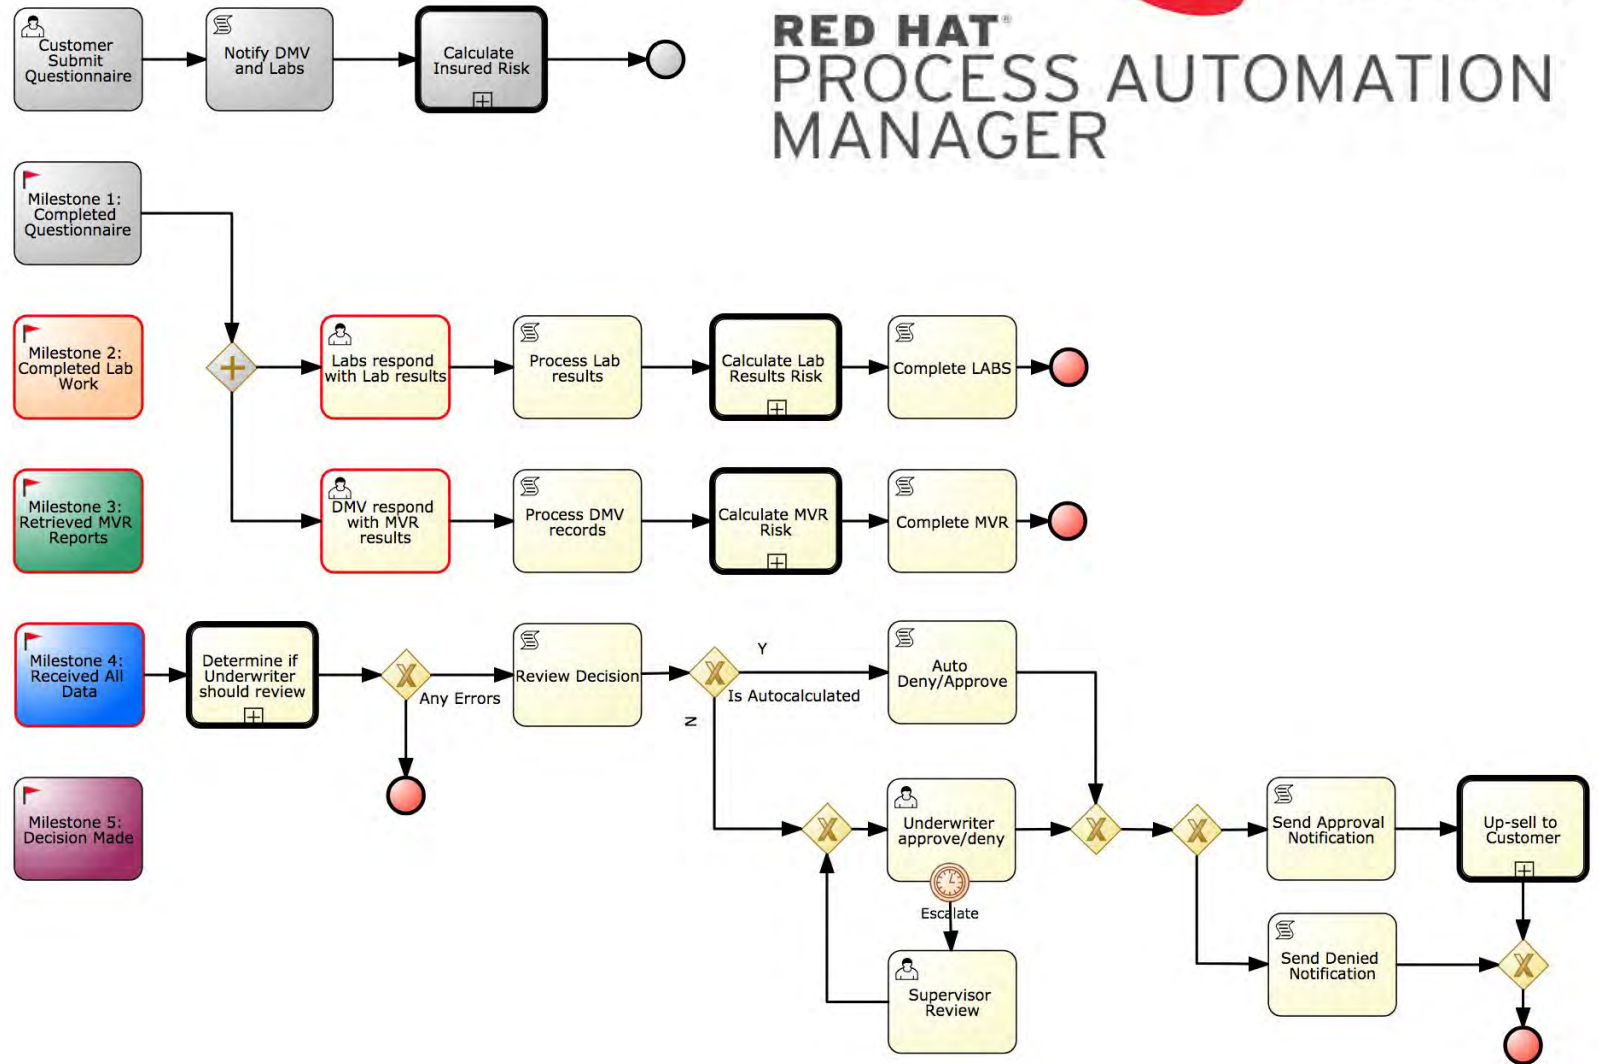 Customer
Submit
Questionnaire
Notify DMV
and Labs
Calculate
Insured Risk
RED HAT®
PROCESS AUTOMATION
MANAGER
Milestone 1:
Completed
Questionnaire
Milestone 2:
Completed Lab
Work
Labs respond
with Lab results
Process Lab
results
Calculate Lab
Results Risk
Complete LABS
Milestone 3:
Retrieved MVR
Reports
DMV respond
with MVR
results
Process DMV
records
Calculate MVR
Risk
Complete MVR
Milestone 4:
Received All
Data
Determine if
Underwriter
should review
Any Errors
Review Decision
Y
Is Autocalculated
N
Auto
Deny/Approve
Milestone 5:
Decision Made
Underwriter
approve/deny
Escalate
Supervisor
Review
Send Approval
Notification
Up-sell to
Customer
Send Denied
Notification